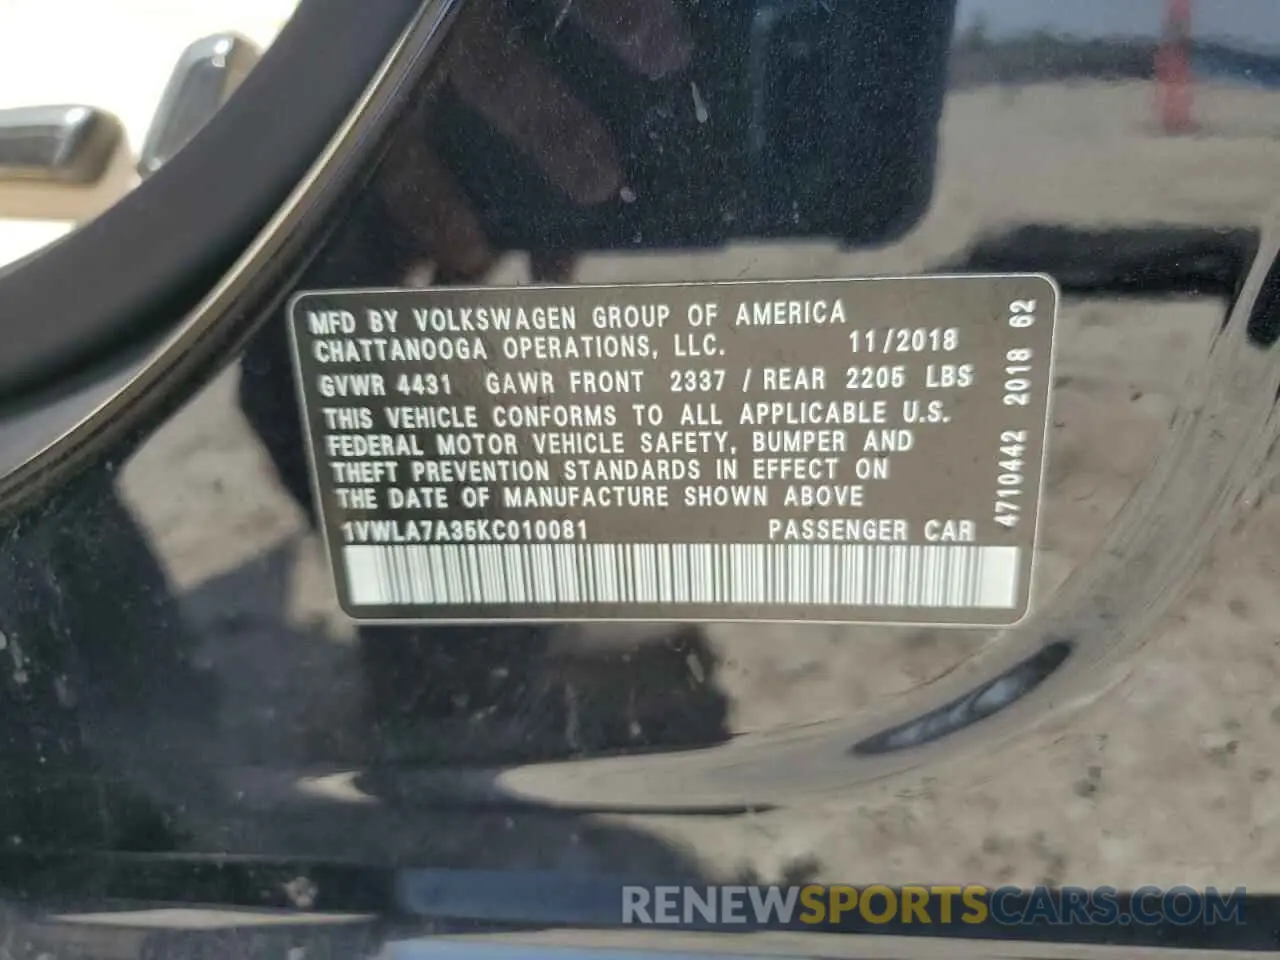 MFD BY VOLKSWAGEN GROUP OF AMERICA
CHATTANOOGA OPERATIONS, LLC. 11/2018
GVWR 4431 GAWR FRONT 2337 / REAR 2205 LBS
THIS VEHICLE CONFORMS TO ALL APPLICABLE U.S.
FEDERAL MOTOR VEHICLE SAFETY, BUMPER AND
THEFT PREVENTION STANDARDS IN EFFECT ON
THE DATE OF MANUFACTURE SHOWN ABOVE
1VWLA7A35KC010081 PASSENGER CAR
4710442 2018 62
RENEWSPORTSCARS.COM